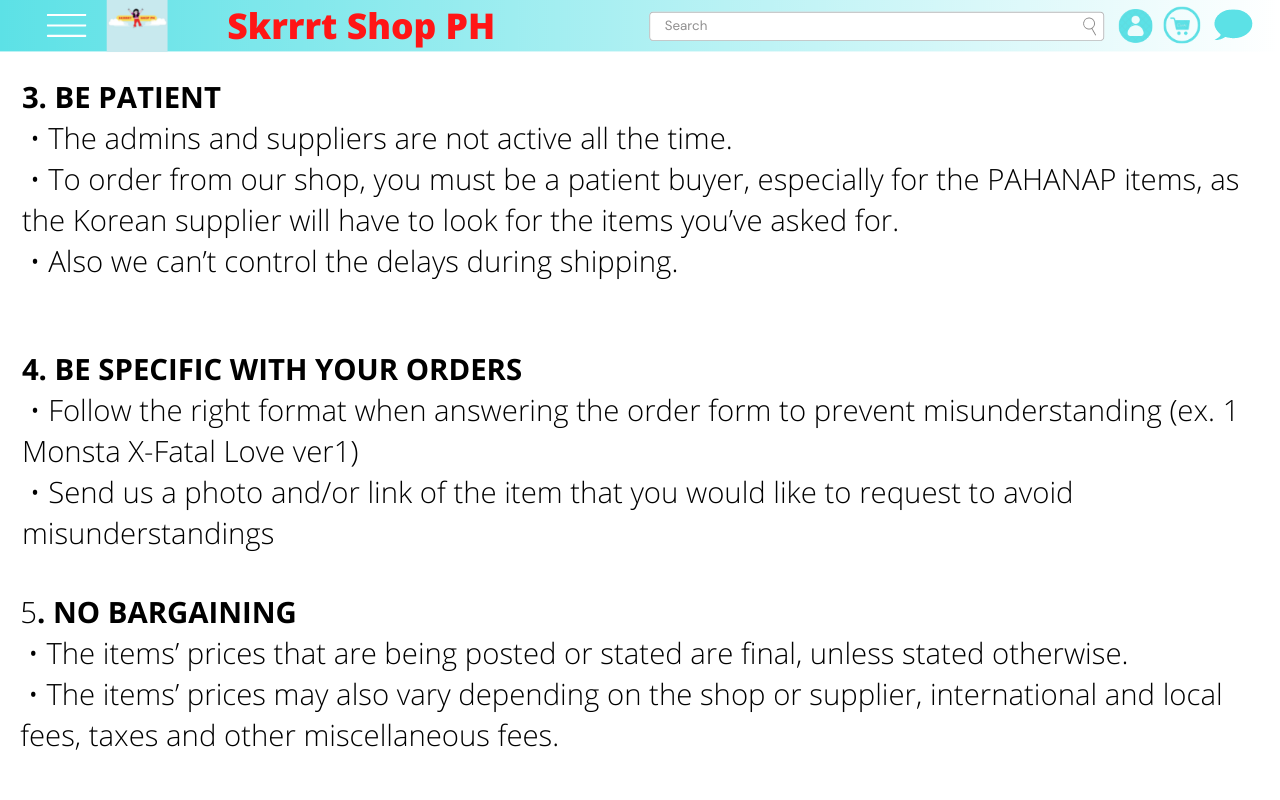 Skrrrt Shop PH
Search
3. BE PATIENT
・The admins and suppliers are not active all the time.
・To order from our shop, you must be a patient buyer, especially for the PAHANAP items, as
the Korean supplier will have to look for the items you’ve asked for.
・Also we can’t control the delays during shipping.
4. BE SPECIFIC WITH YOUR ORDERS
・Follow the right format when answering the order form to prevent misunderstanding (ex. 1
Monsta X-Fatal Love ver1)
・Send us a photo and/or link of the item that you would like to request to avoid
misunderstandings
5. NO BARGAINING
・The items’ prices that are being posted or stated are final, unless stated otherwise.
・The items’ prices may also vary depending on the shop or supplier, international and local
fees, taxes and other miscellaneous fees.